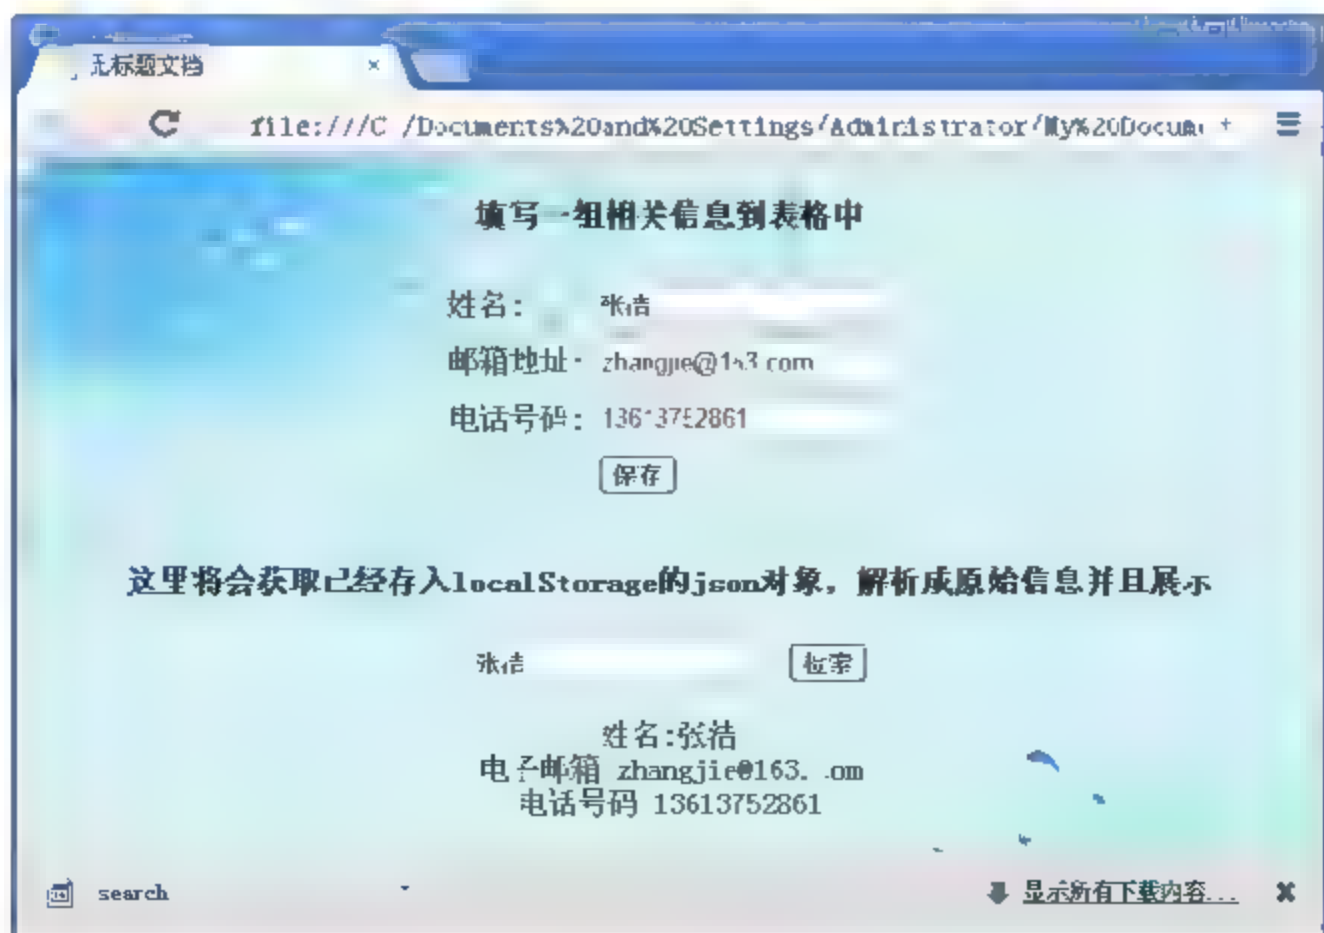 无标题文档 ×
file:///C /Documents%20and%20Settings/Administrator/My%20Docum
填写一组相关信息到表格中
姓名: 张洁
邮箱地址: zhangjie@163.com
电话号码: 13613752861
保存
这里将会获取已经存入localStorage的json对象，解析成原始信息并且展示
张洁 检索
姓名:张洁
电子邮箱 zhangjie@163.com
电话号码 13613752861
search 显示所有下载内容...